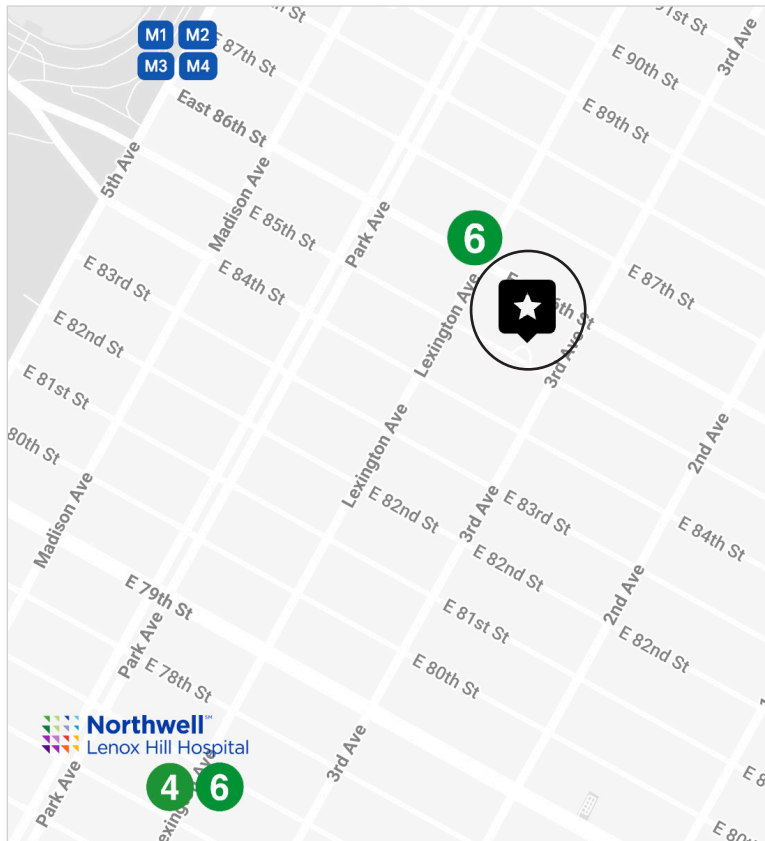 M1 M2
M3 M4
E 87th St
East 86th St
5th Ave
Madison Ave
E 85th St
E 84th St
E 83rd St
E 82nd St
E 81st St
80th St
Madison Ave
Park Ave
E 90th St
E 89th St
3rd Ave
6
Lexington Ave
E 87th St
3rd Ave
Lexington Ave
E 82nd St
3rd Ave
E 83rd St
2nd Ave
E 84th St
E 82nd St
2nd Ave
E 81st St
E 82nd St
E 80th St
E 79th St
Park Ave
E 78th St
3rd Ave
Northwell℠
Lenox Hill Hospital
4 6
Park Ave